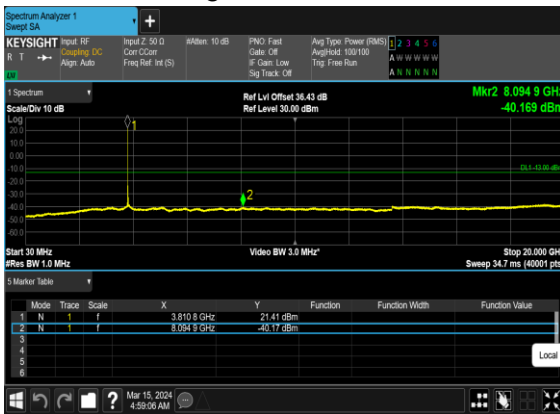 Spectrum Analyzer 1
Swept SA
+
KEYSIGHT Input: RF Input Z: 50 Ω #Atten: 10 dB PNO: Fast Avg Type: Power (RMS) 1 2 3 4 5 6
R T Coupling: DC Corr CCorr Gate: Off Avg|Hold: 100/100 A W W W W W
Align: Auto Freq Ref: Int (S) IF Gain: Low Trig: Free Run
Sig Track: Off A N N N N N
1 Spectrum Ref Lvl Offset 36.43 dB Mkr2 8.094 9 GHz
Scale/Div 10 dB Ref Level 30.00 dBm -40.169 dBm
Log
20.0
10.0
0.00
-10.0
-20.0
-30.0
-40.0
-50.0
-60.0
1
DL1 -13.00 dBm
2
Start 30 MHz Video BW 3.0 MHz* Stop 20.000 GH
#Res BW 1.0 MHz Sweep 34.7 ms (40001 pts
5 Marker Table
Mode Trace Scale X Y Function Function Width Function Value
1 N 1 f 3.810 8 GHz 21.41 dBm
2 N 1 f 8.094 9 GHz -40.17 dBm
3
4
5
6
Local
? Mar 15, 2024
4:59:06 AM